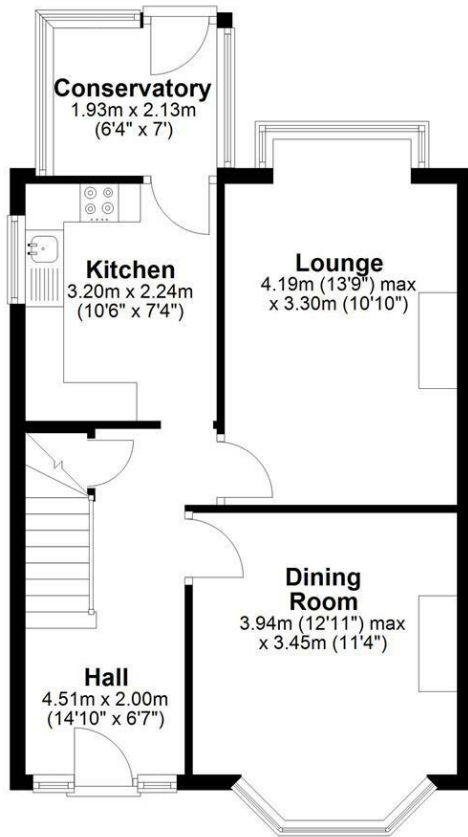 Conservatory
1.93m x 2.13m
(6'4" x 7')
Kitchen
3.20m x 2.24m
(10'6" x 7'4")
Lounge
4.19m (13'9") max
x 3.30m (10'10")
Dining
Room
3.94m (12'11") max
x 3.45m (11'4")
Hall
4.51m x 2.00m
(14'10" x 6'7")